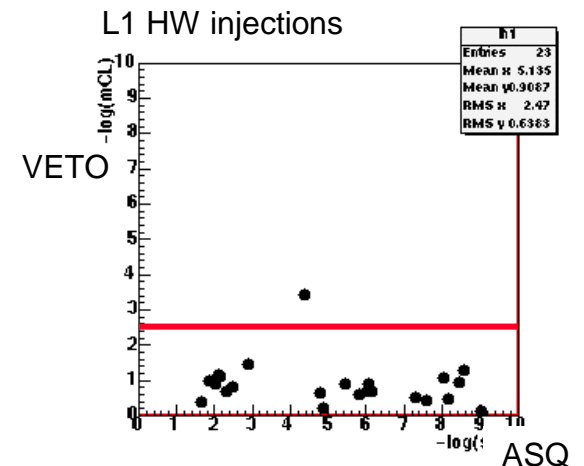 L1 HW injections
h1
Entries 23
Mean x 5.135
Mean y0.9087
RMS x 2.47
RMS y 0.6383
-log(mCL)
VETO
10
9
8
7
6
5
4
3
2
1
0
0 1 2 3 4 5 6 7 8 9 10
-log(s
ASQ